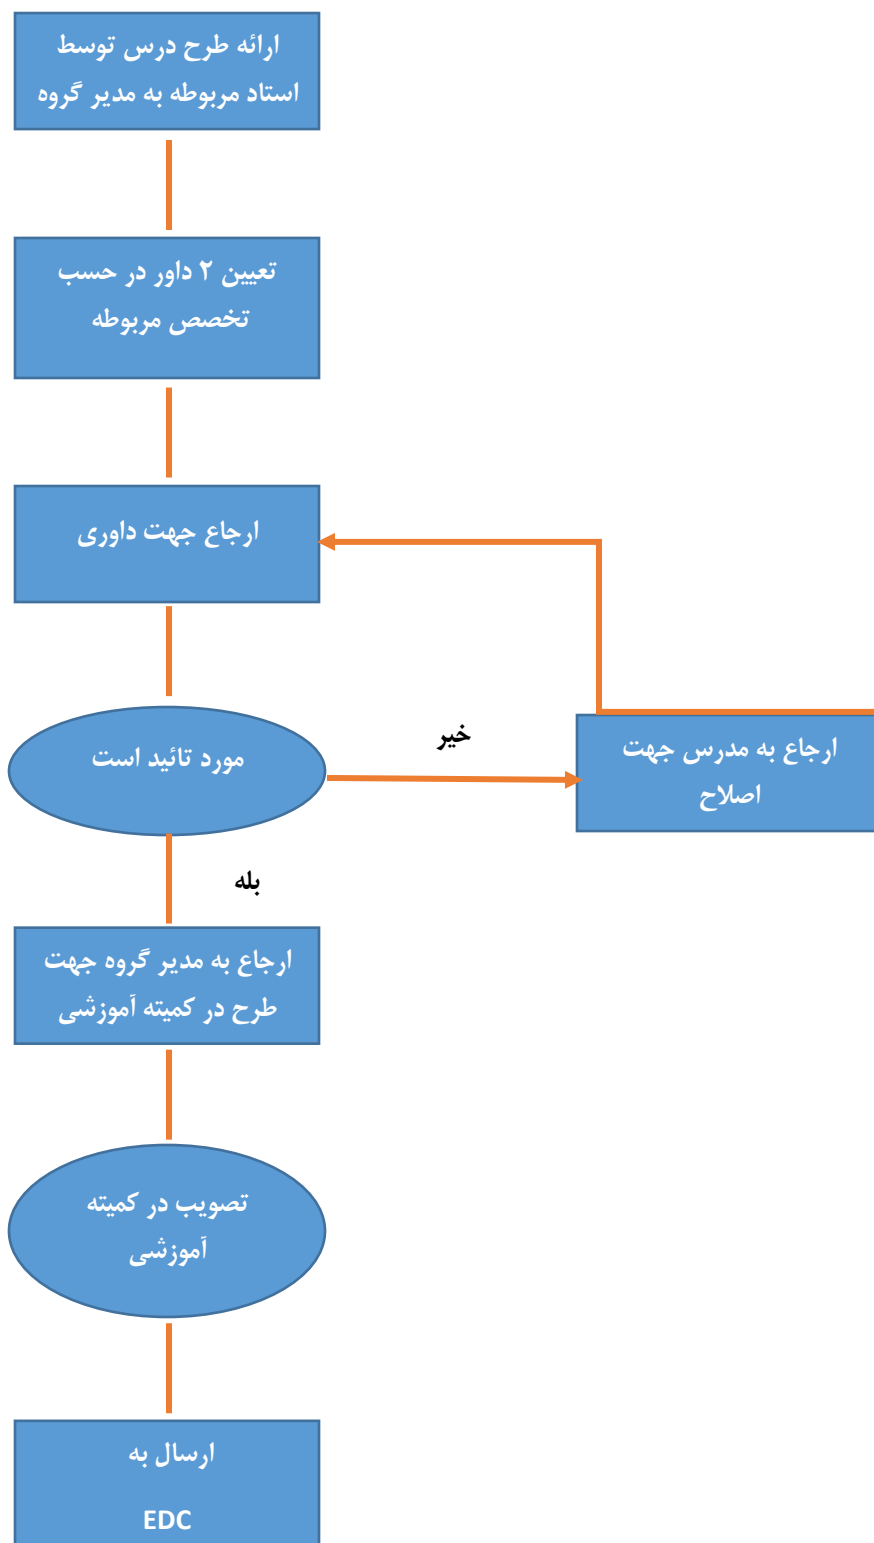 ارائه طرح درس توسط
استاد مربوطه به مدیر گروه
تعیین ۲ داور در حسب
تخصص مربوطه
ارجاع جهت داوری
مورد تائید است
خیر
ارجاع به مدرس جهت
اصلاح
بله
ارجاع به مدیر گروه جهت
طرح در کمیته آموزشی
تصویب در کمیته
آموزشی
ارسال به
EDC